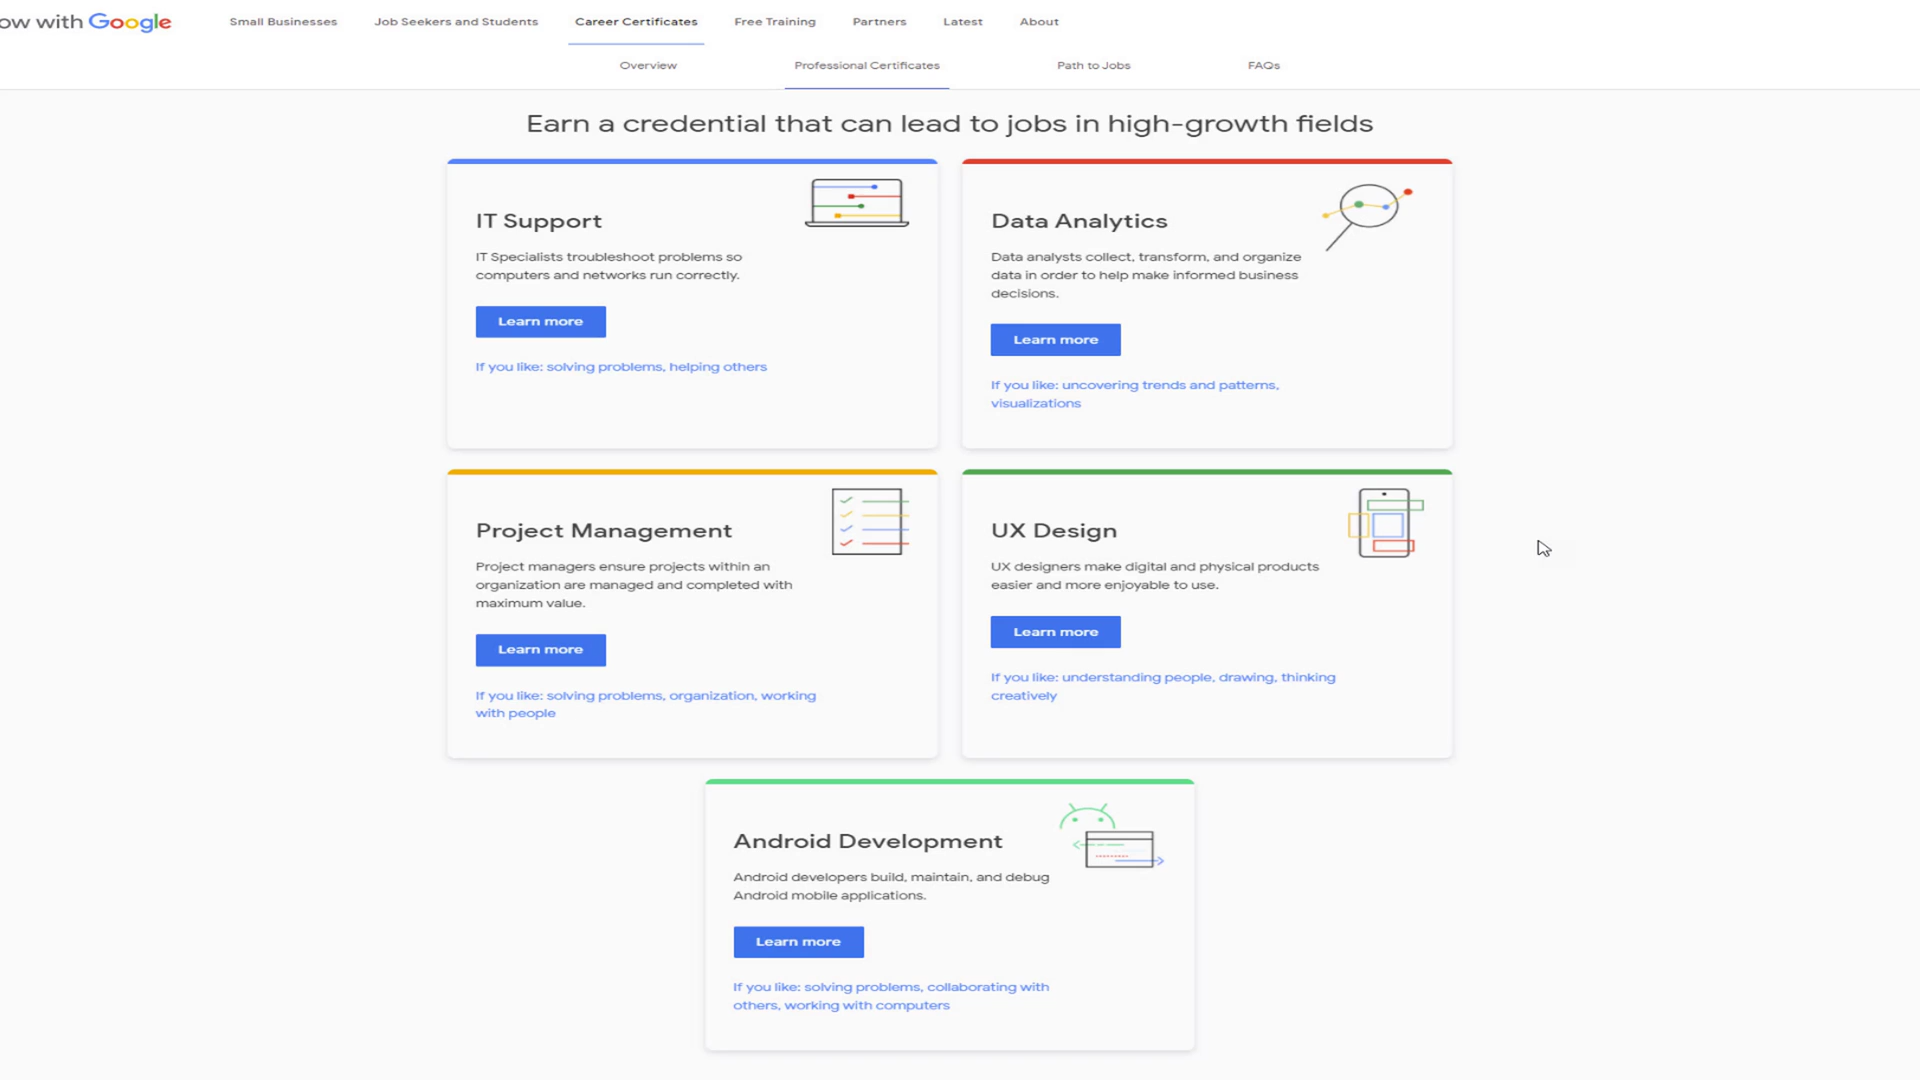 ow with Google
Small Businesses Job Seekers and Students Career Certificates Free Training Partners Latest About
Overview Professional Certificates Path to Jobs FAQs
Earn a credential that can lead to jobs in high-growth fields
IT Support
IT Specialists troubleshoot problems so
computers and networks run correctly.
Learn more
If you like: solving problems, helping others
Data Analytics
Data analysts collect, transform, and organize
data in order to help make informed business
decisions.
Learn more
If you like: uncovering trends and patterns,
visualizations
Project Management
Project managers ensure projects within an
organization are managed and completed with
maximum value.
Learn more
If you like: solving problems, organization, working
with people
UX Design
UX designers make digital and physical products
easier and more enjoyable to use.
Learn more
If you like: understanding people, drawing, thinking
creatively
Android Development
Android developers build, maintain, and debug
Android mobile applications.
Learn more
If you like: solving problems, collaborating with
others, working with computers